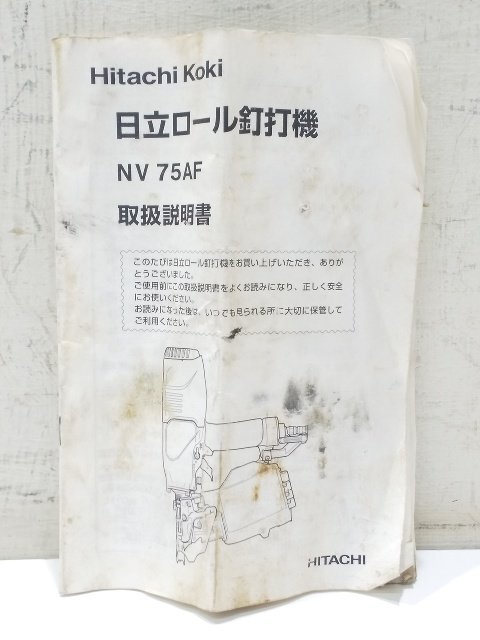 Hitachi Koki
日立ロール釘打機
NV 75AF
取扱説明書
このたびは日立ロール釘打機をお買い上げいただき、ありが
とうございました。
ご使用前にこの取扱説明書をよくお読みになり、正しく安全
にお使いください。
お読みになった後は、いつでも見られる所に大切に保管して
ご利用ください。
HITACHI